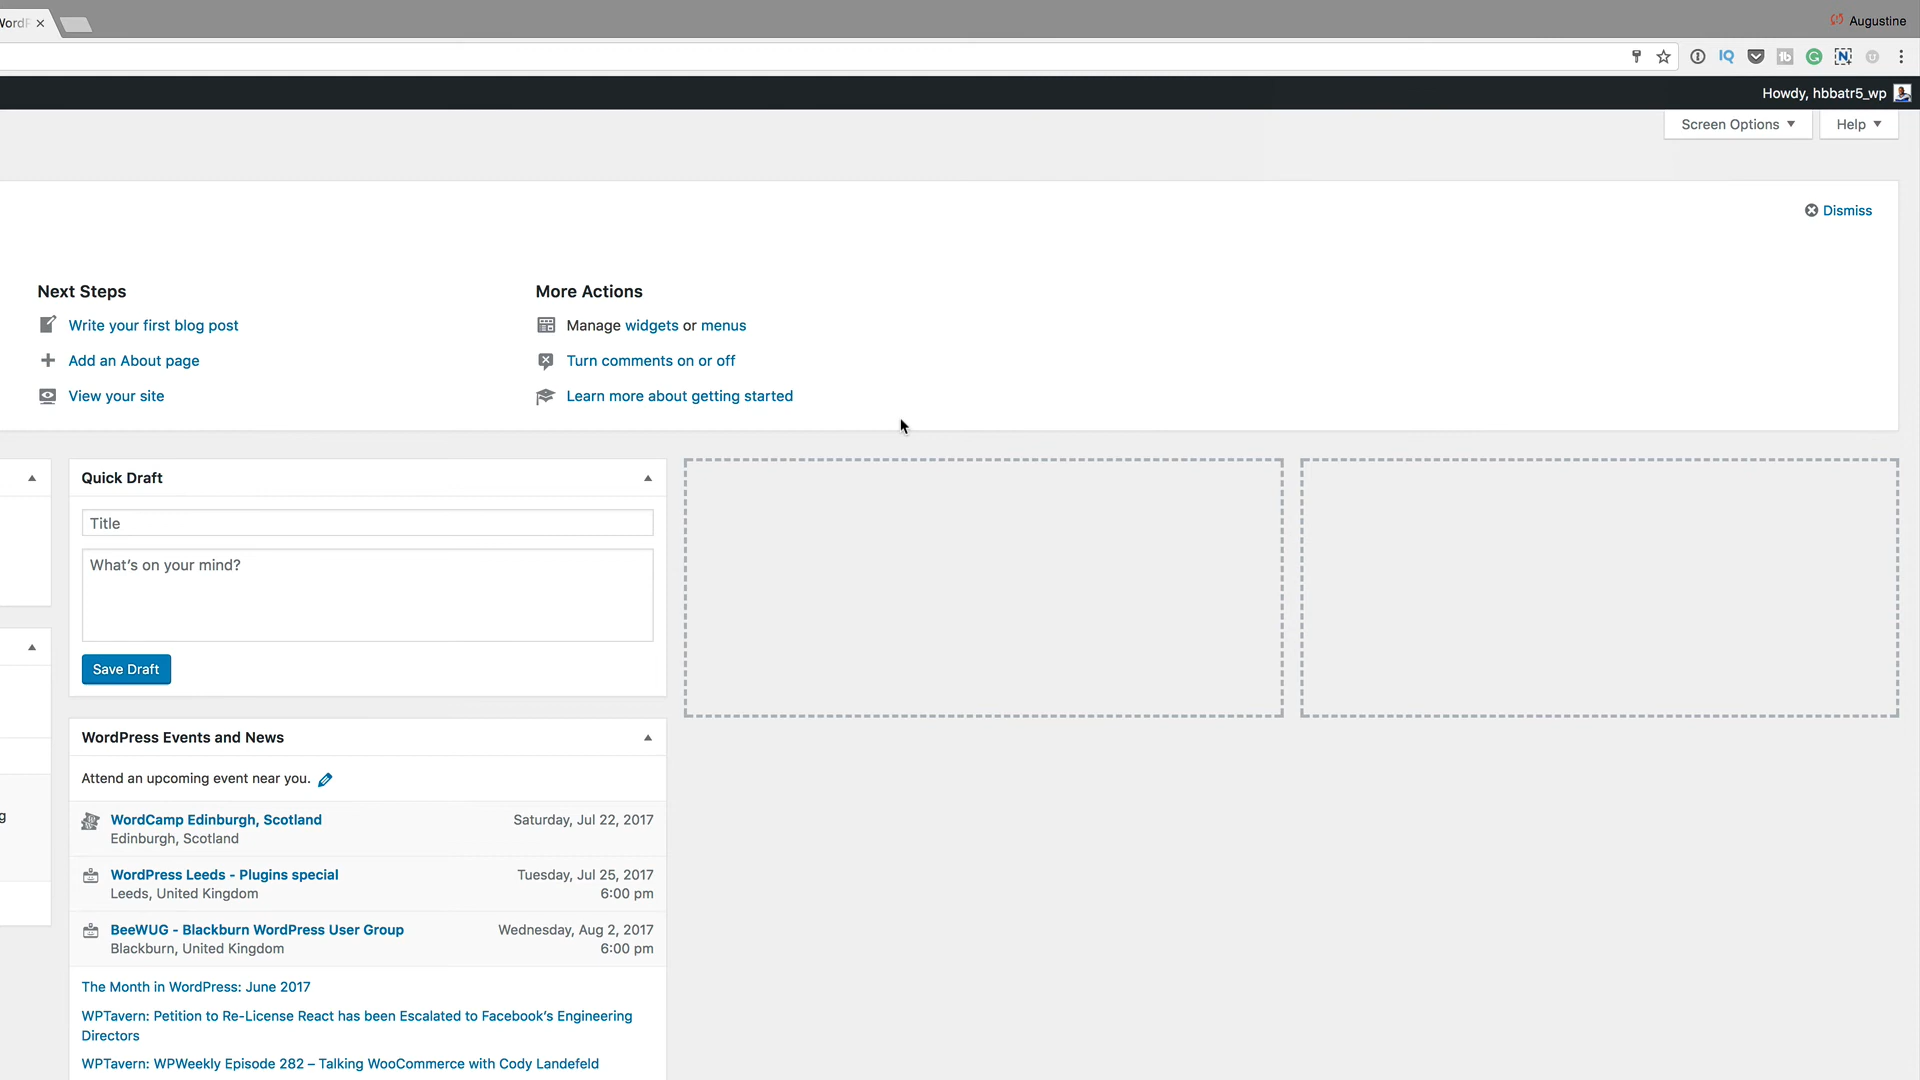 Augustine
IQ
Howdy, hbbatr5_wp
Screen Options
Help
Dismiss
Next Steps
More Actions
Write your first blog post
Manage widgets or menus
Add an About page
Turn comments on or off
View your site
Learn more about getting started
Quick Draft
Title
What's on your mind?
Save Draft
WordPress Events and News
Attend an upcoming event near you.
g
WordCamp Edinburgh, Scotland
Saturday, Jul 22, 2017
Edinburgh, Scotland
WordPress Leeds - Plugins special
Tuesday, Jul 25, 2017
Leeds, United Kingdom
6:00 pm
BeeWUG - Blackburn WordPress User Group
Wednesday, Aug 2, 2017
Blackburn, United Kingdom
6:00 pm
The Month in WordPress: June 2017
WPTavern: Petition to Re-License React has been Escalated to Facebook's Engineering
Directors
WPTavern: WPWeekly Episode 282 – Talking WooCommerce with Cody Landefeld